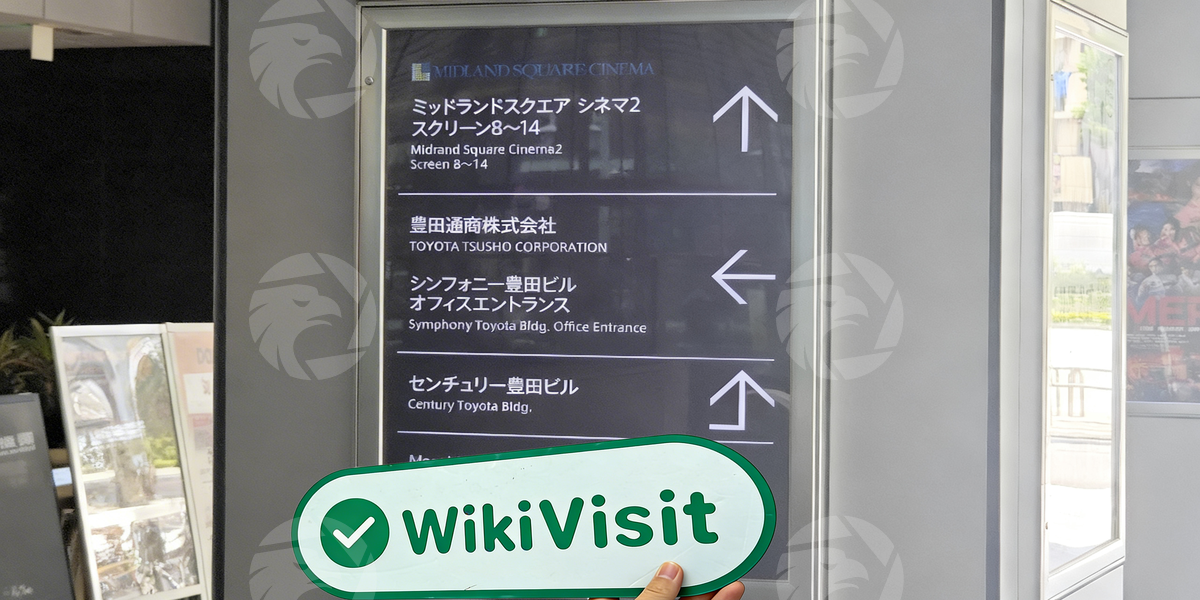 MIDLAND SQUARE CINEMA
ミッドランドスクエア シネマ2
スクリーン8〜14
Midrand Square Cinema2
Screen 8〜14
豊田通商株式会社
TOYOTA TSUSHO CORPORATION
シンフォニー豊田ビル
オフィスエントランス
Symphony Toyota Bldg. Office Entrance
センチュリー豊田ビル
Century Toyota Bldg.
WikiVisit